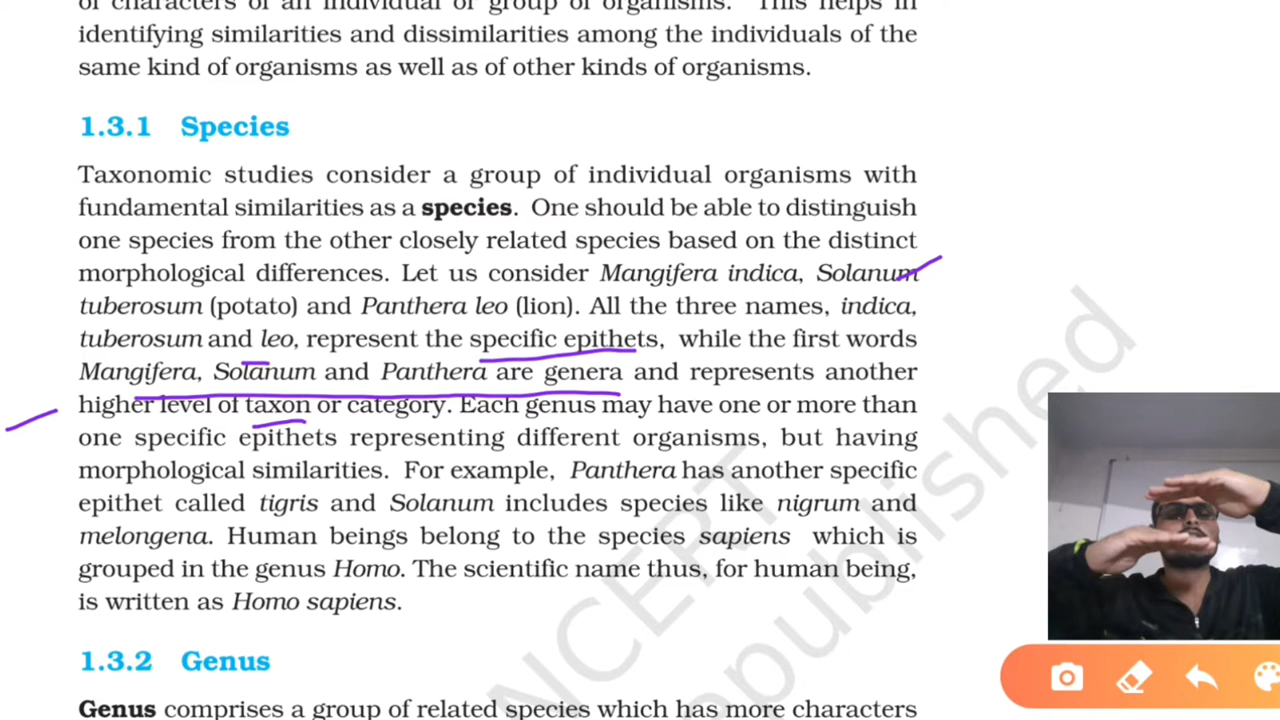 of characters of an individual or group of organisms. This helps in
identifying similarities and dissimilarities among the individuals of the
same kind of organisms as well as of other kinds of organisms.
1.3.1 Species
Taxonomic studies consider a group of individual organisms with
fundamental similarities as a species. One should be able to distinguish
one species from the other closely related species based on the distinct
morphological differences. Let us consider Mangifera indica, Solanum
tuberosum (potato) and Panthera leo (lion). All the three names, indica,
tuberosum and leo, represent the specific epithets, while the first words
Mangifera, Solanum and Panthera are genera and represents another
higher level of taxon or category. Each genus may have one or more than
one specific epithets representing different organisms, but having
morphological similarities. For example, Panthera has another specific
epithet called tigris and Solanum includes species like nigrum and
melongena. Human beings belong to the species sapiens which is
grouped in the genus Homo. The scientific name thus, for human being,
is written as Homo sapiens.
1.3.2 Genus
Genus comprises a group of related species which has more characters
NCERT
republished